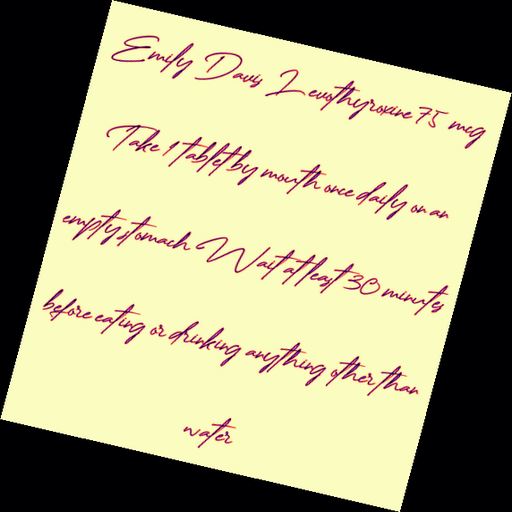 Emily Davis Levothyroxine 75 mcg
Take 1 tablet by mouth once daily on an
empty stomach Wait at least 30 minutes
before eating or drinking anything other than
water